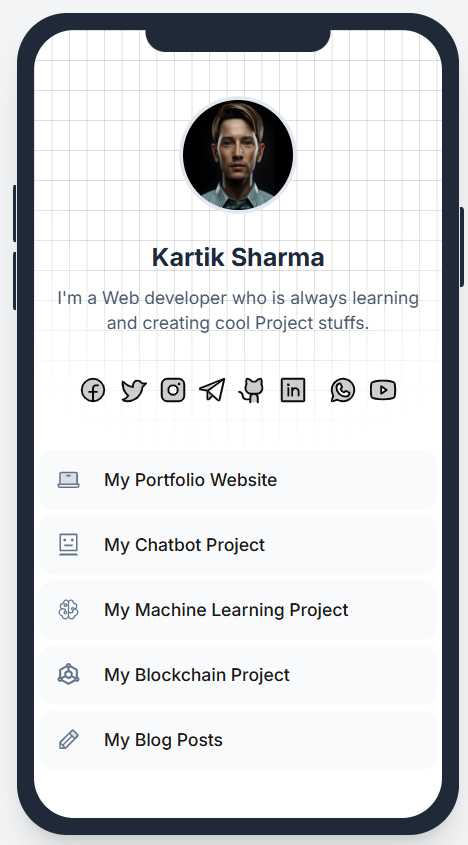 Kartik Sharma
I'm a Web developer who is always learning
and creating cool Project stuffs.
in
My Portfolio Website
My Chatbot Project
My Machine Learning Project
My Blockchain Project
My Blog Posts